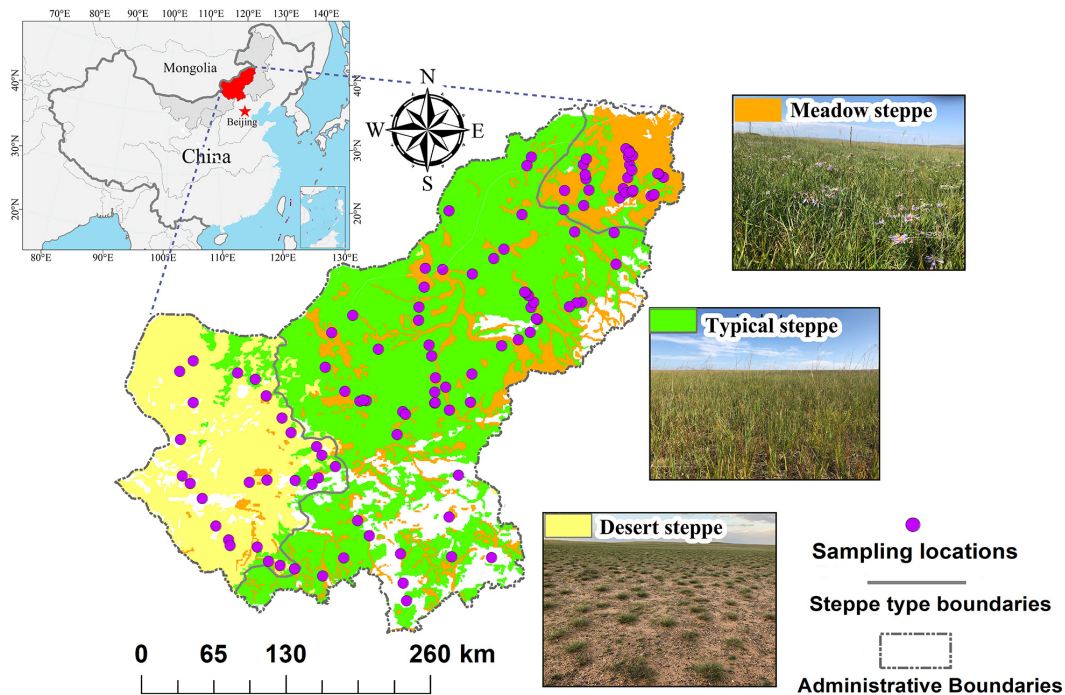 80°E 90°E 100°E 110°E 120°E 130°E 140°E
Mongolia
40°N
40°N
Beijing
30°N
30°N
China
20°N
20°N
80°E 90°E 100°E 110°E 120°E 130°E
N
W E
S
Meadow steppe
Typical steppe
Desert steppe
Sampling locations
Steppe type boundaries
Administrative Boundaries
0 65 130 260 km